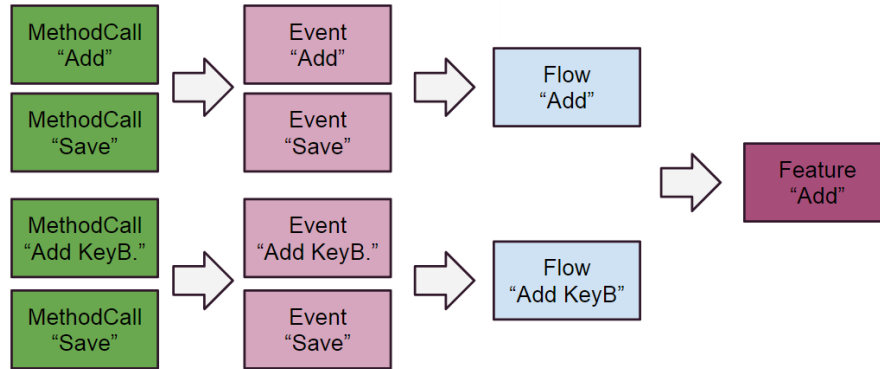 MethodCall
“Add”
Event
“Add”
Flow
“Add”
MethodCall
“Save”
Event
“Save”
Feature
“Add”
MethodCall
“Add KeyB.”
Event
“Add KeyB.”
Flow
“Add KeyB”
MethodCall
“Save”
Event
“Save”